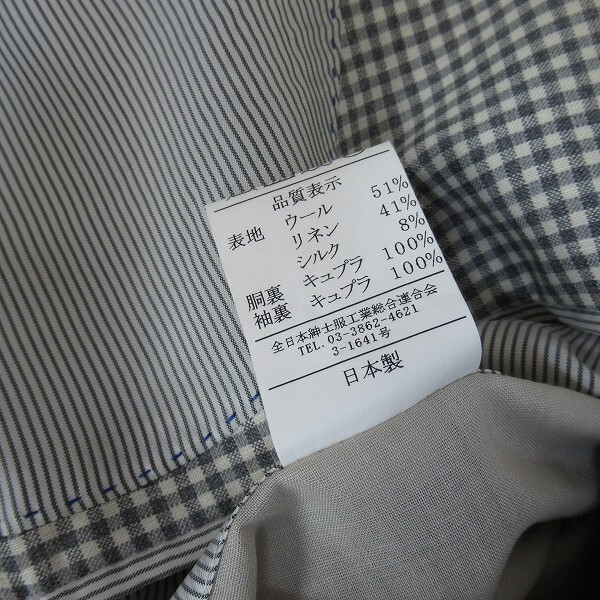 品質表示
表地 ウール 51%
リネン 41%
シルク 8%
胴裏 キュプラ 100%
袖裏 キュプラ 100%
全日本紳士服工業総合連合会
TEL.03-3862-4621
3-1641号
日本製